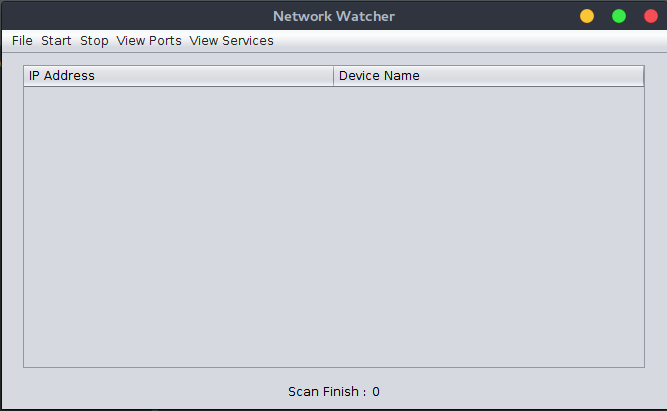 Network Watcher
File Start Stop View Ports View Services
IP Address Device Name
Scan Finish : 0